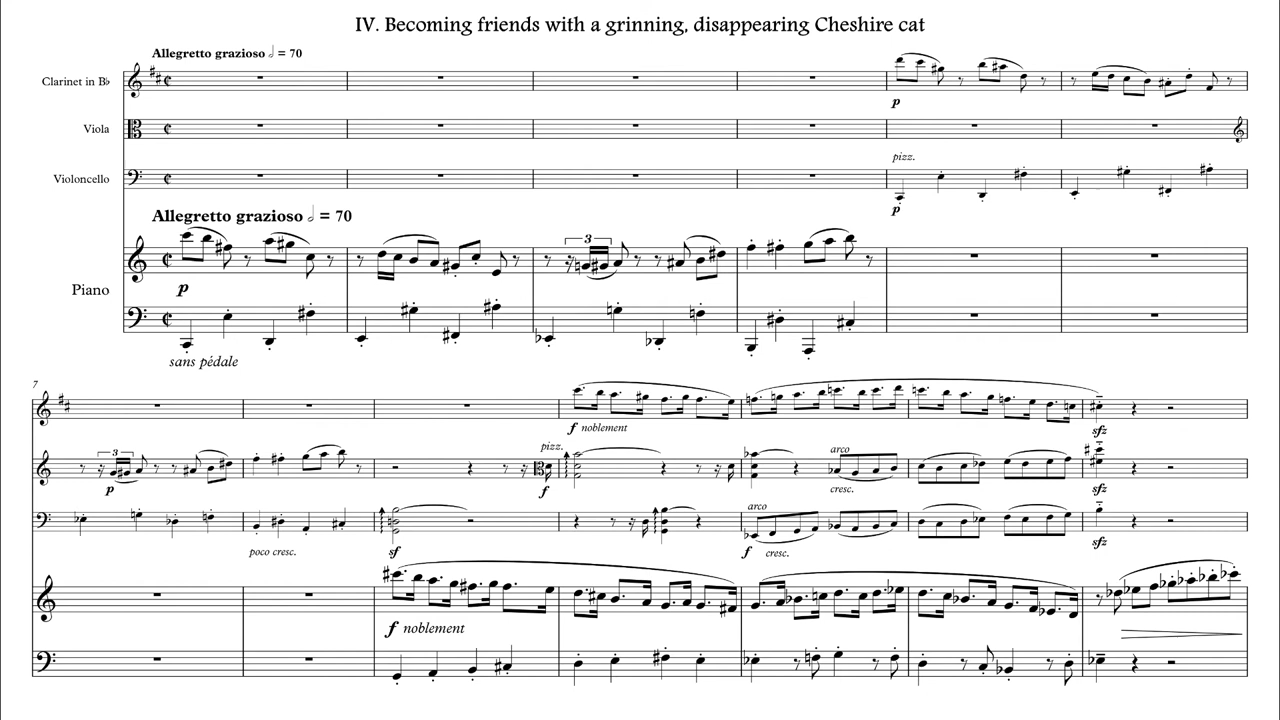 IV. Becoming friends with a grinning, disappearing Cheshire cat
Allegretto grazioso 𝅗𝅥 = 70
Clarinet in B♭
p
Viola
pizz.
Violoncello
p
Allegretto grazioso 𝅗𝅥 = 70
3
Piano
p
sans pédale
7
f noblement
3
pizz.
arco
sfz
p
f
cresc.
sfz
arco
poco cresc.
sf
f
cresc.
sfz
f noblement